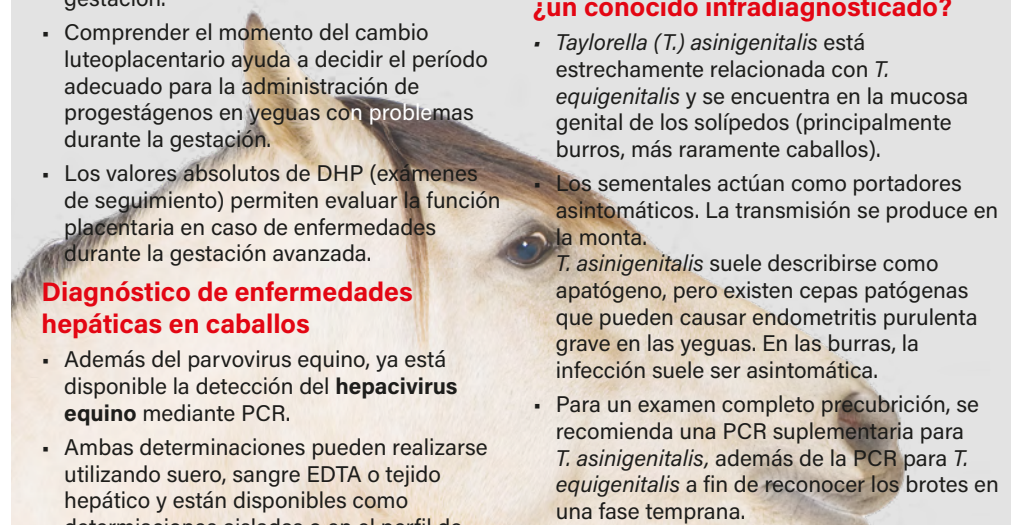 gestación.
▪ Comprender el momento del cambio
luteoplacentario ayuda a decidir el período
adecuado para la administración de
progestágenos en yeguas con problemas
durante la gestación.
▪ Los valores absolutos de DHP (exámenes
de seguimiento) permiten evaluar la función
placentaria en caso de enfermedades
durante la gestación avanzada.
Diagnóstico de enfermedades
hepáticas en caballos
▪ Además del parvovirus equino, ya está
disponible la detección del hepacivirus
equino mediante PCR.
▪ Ambas determinaciones pueden realizarse
utilizando suero, sangre EDTA o tejido
hepático y están disponibles como
determinaciones aisladas o en el perfil de
¿un conocido infradiagnosticado?
▪ Taylorella (T.) asinigenitalis está
estrechamente relacionada con T.
equigenitalis y se encuentra en la mucosa
genital de los solípedos (principalmente
burros, más raramente caballos).
▪ Los sementales actúan como portadores
asintomáticos. La transmisión se produce en
la monta.
T. asinigenitalis suele describirse como
apatógeno, pero existen cepas patógenas
que pueden causar endometritis purulenta
grave en las yeguas. En las burras, la
infección suele ser asintomática.
▪ Para un examen completo precubrición, se
recomienda una PCR suplementaria para
T. asinigenitalis, además de la PCR para T.
equigenitalis a fin de reconocer los brotes en
una fase temprana.